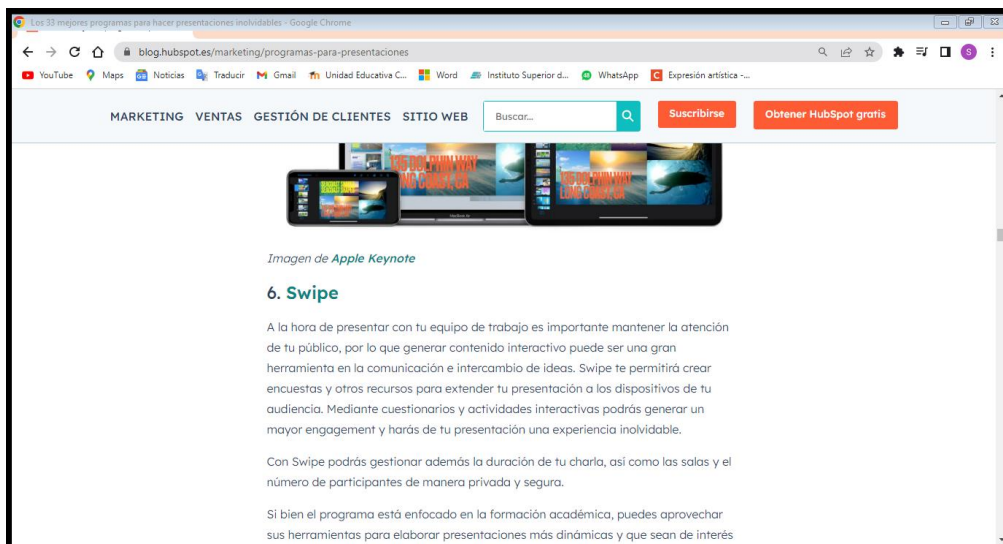 Los 33 mejores programas para hacer presentaciones inolvidables - Google Chrome
blog.hubspot.es/marketing/programas-para-presentaciones
YouTube Maps Noticias Traducir Gmail Unidad Educativa C... Word Instituto Superior d... WhatsApp Expresión artística -...
MARKETING VENTAS GESTIÓN DE CLIENTES SITIO WEB Buscar... Suscribirse Obtener HubSpot gratis
135 DOLPHIN WAY
LONG COAST, CA
Imagen de Apple Keynote
6. Swipe
A la hora de presentar con tu equipo de trabajo es importante mantener la atención
de tu público, por lo que generar contenido interactivo puede ser una gran
herramienta en la comunicación e intercambio de ideas. Swipe te permitirá crear
encuestas y otros recursos para extender tu presentación a los dispositivos de tu
audiencia. Mediante cuestionarios y actividades interactivas podrás generar un
mayor engagement y harás de tu presentación una experiencia inolvidable.
Con Swipe podrás gestionar además la duración de tu charla, así como las salas y el
número de participantes de manera privada y segura.
Si bien el programa está enfocado en la formación académica, puedes aprovechar
sus herramientas para elaborar presentaciones más dinámicas y que sean de interés